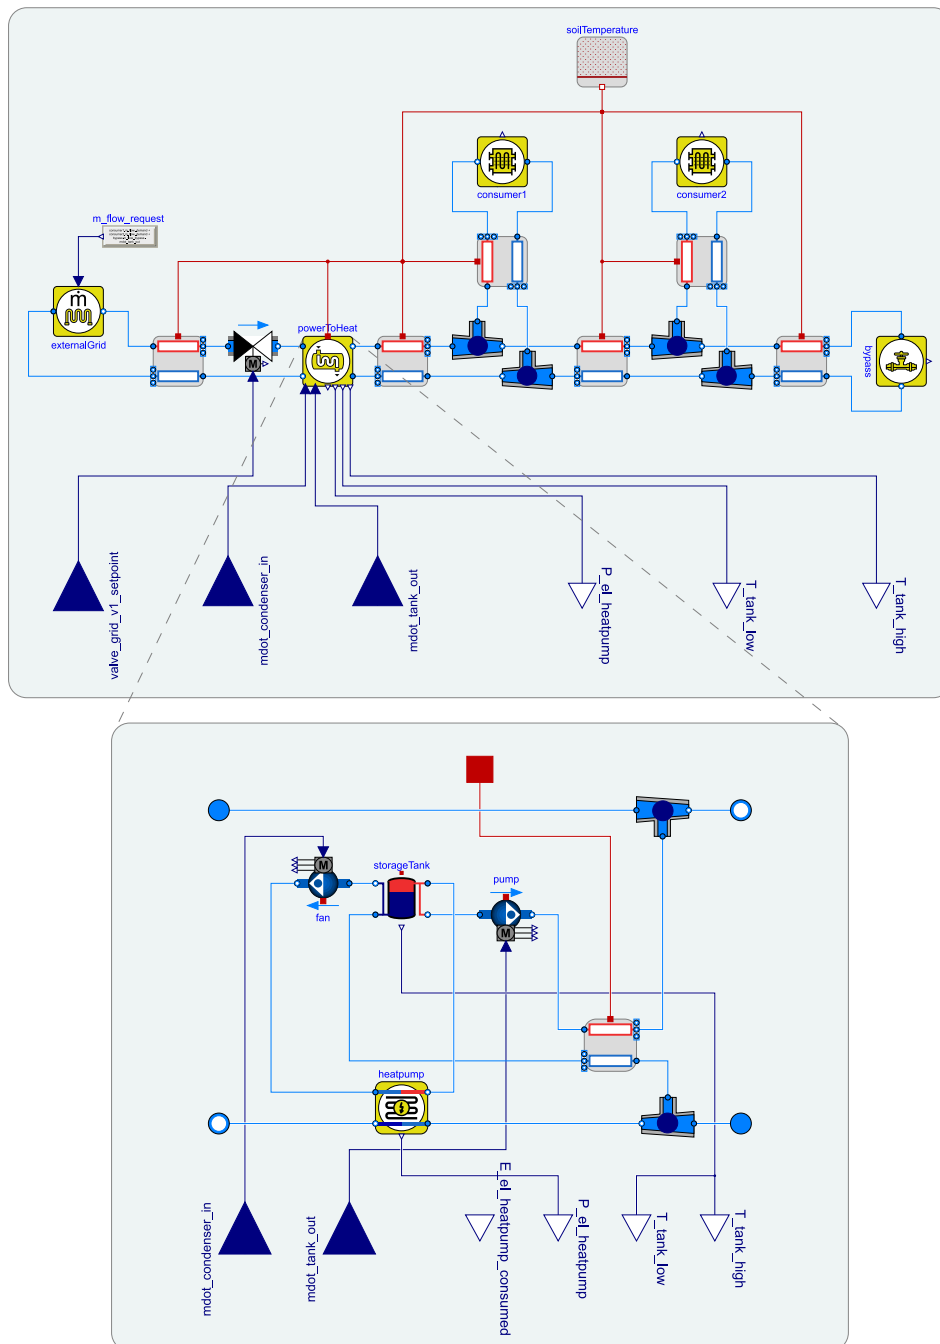 soilTemperature
consumer1
consumer2
m_flow_request
ṁ
externalGrid
powerToHeat
M
bypass
valve_grid_v1_setpoint
mdot_condenser_in
mdot_tank_out
P_el_heatpump
T_tank_low
T_tank_high
M
storageTank
pump
fan
M
heatpump
mdot_condenser_in
mdot_tank_out
E_el_heatpump_consumed
P_el_heatpump
T_tank_low
T_tank_high